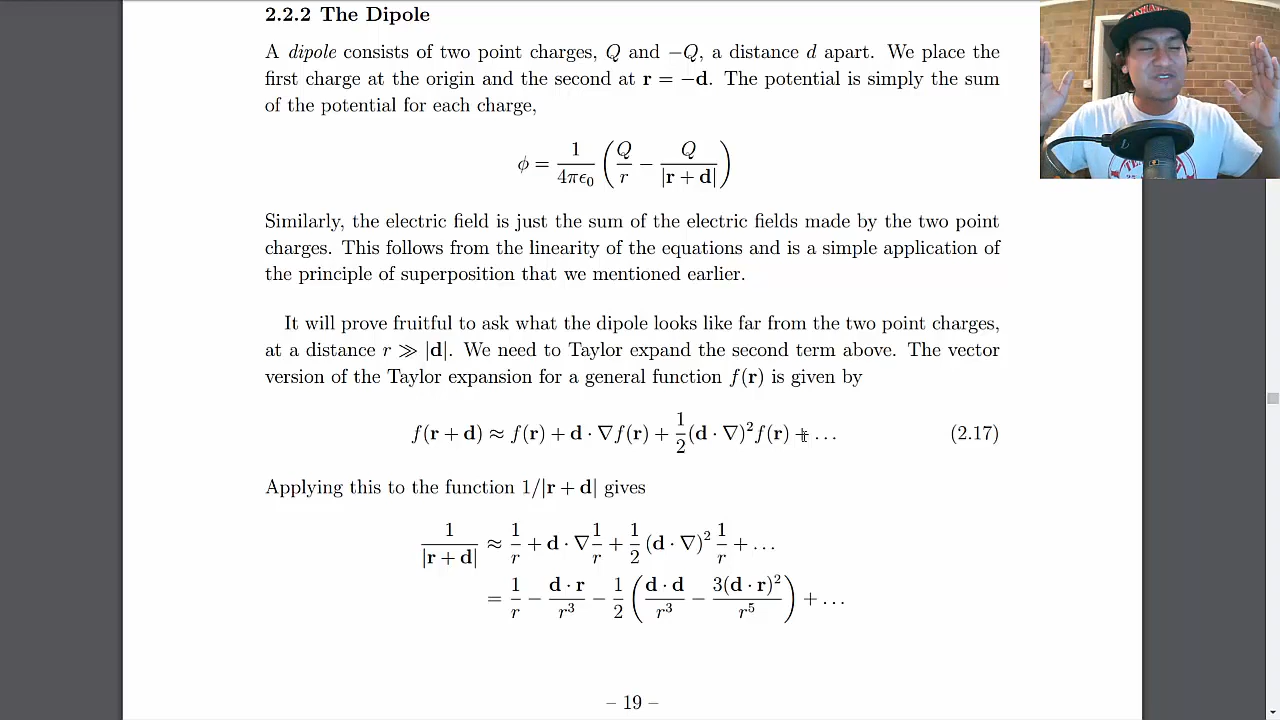 2.2.2 The Dipole
A dipole consists of two point charges, Q and −Q, a distance d apart. We place the
first charge at the origin and the second at r = −d. The potential is simply the sum
of the potential for each charge,
ϕ = 1/4πϵ₀ (Q/r − Q/|r + d|)
Similarly, the electric field is just the sum of the electric fields made by the two point
charges. This follows from the linearity of the equations and is a simple application of
the principle of superposition that we mentioned earlier.
It will prove fruitful to ask what the dipole looks like far from the two point charges,
at a distance r ≫ |d|. We need to Taylor expand the second term above. The vector
version of the Taylor expansion for a general function f(r) is given by
f(r + d) ≈ f(r) + d · ∇f(r) + 1/2 (d · ∇)²f(r) + . . . (2.17)
Applying this to the function 1/|r + d| gives
1/|r + d| ≈ 1/r + d · ∇ 1/r + 1/2 (d · ∇)² 1/r + . . .
= 1/r − d · r/r³ − 1/2 (d · d/r³ − 3(d · r)²/r⁵) + . . .
– 19 –